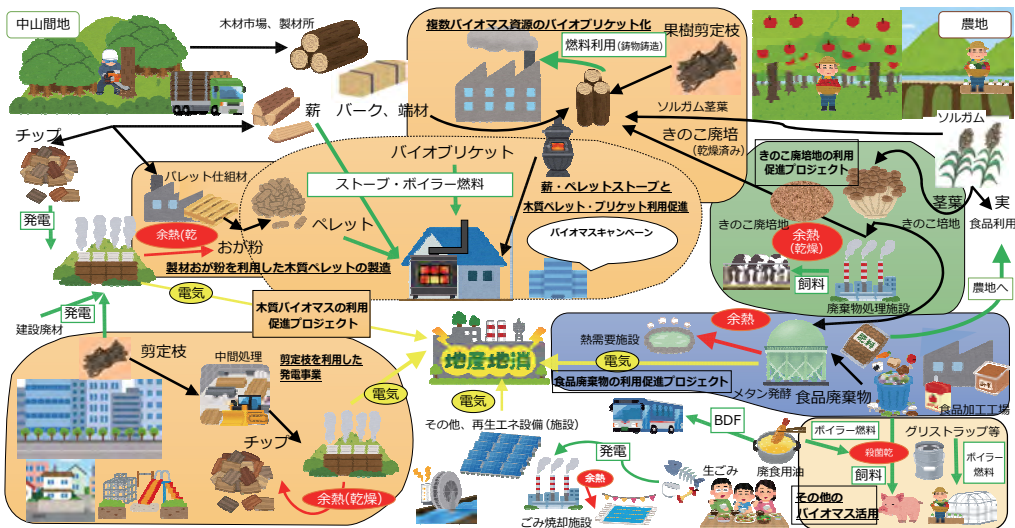 中山間地
木材市場、製材所
複数バイオマス資源のバイオブリケット化
燃料利用(鋳物鋳造)
果樹剪定枝
農地
チップ
薪
バーク、端材
ソルガム茎葉
きのこ廃培
(乾燥済み)
ソルガム
きのこ廃培地の利用
促進プロジェクト
発電
パレット仕組材
バイオブリケット
ストーブ・ボイラー燃料
薪・ペレットストーブと
木質ペレット・ブリケット利用促進
バイオマスキャンペーン
余熱(乾
おが粉
ペレット
製材おが粉を利用した木質ペレットの製造
きのこ廃培地
きのこ培地
茎葉
実
食品利用
余熱
(乾燥)
飼料
廃棄物処理施設
農地へ
電気
木質バイオマスの利用
促進プロジェクト
発電
建設廃材
剪定枝
中間処理
剪定枝を利用した
発電事業
電気
チップ
余熱(乾燥)
地産地消
電気
電気
熱需要施設
余熱
メタン発酵
肥料
食品廃棄物
食品加工工場
食品廃棄物の利用促進プロジェクト
その他、再生エネ設備(施設)
発電
余熱
ごみ焼却施設
生ごみ
BDF
廃食用油
ボイラー燃料
殺菌乾
飼料
グリストラップ等
ボイラー
燃料
その他の
バイオマス活用